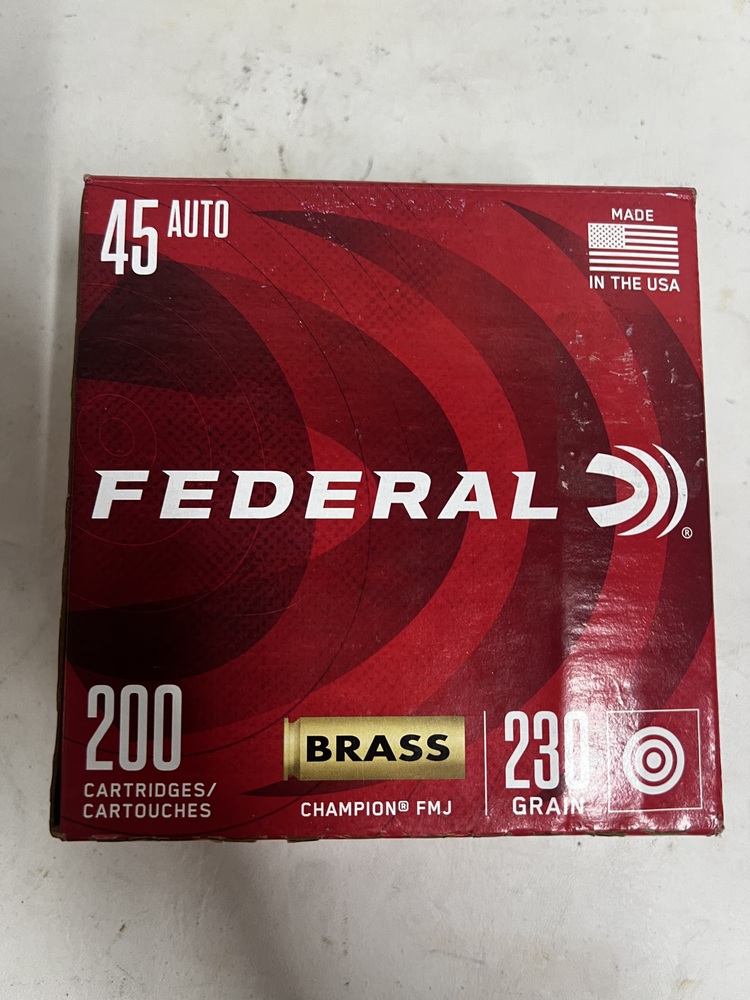 45 AUTO
MADE
IN THE USA
FEDERAL
®
200
CARTRIDGES/
CARTOUCHES
BRASS
CHAMPION® FMJ
230
GRAIN